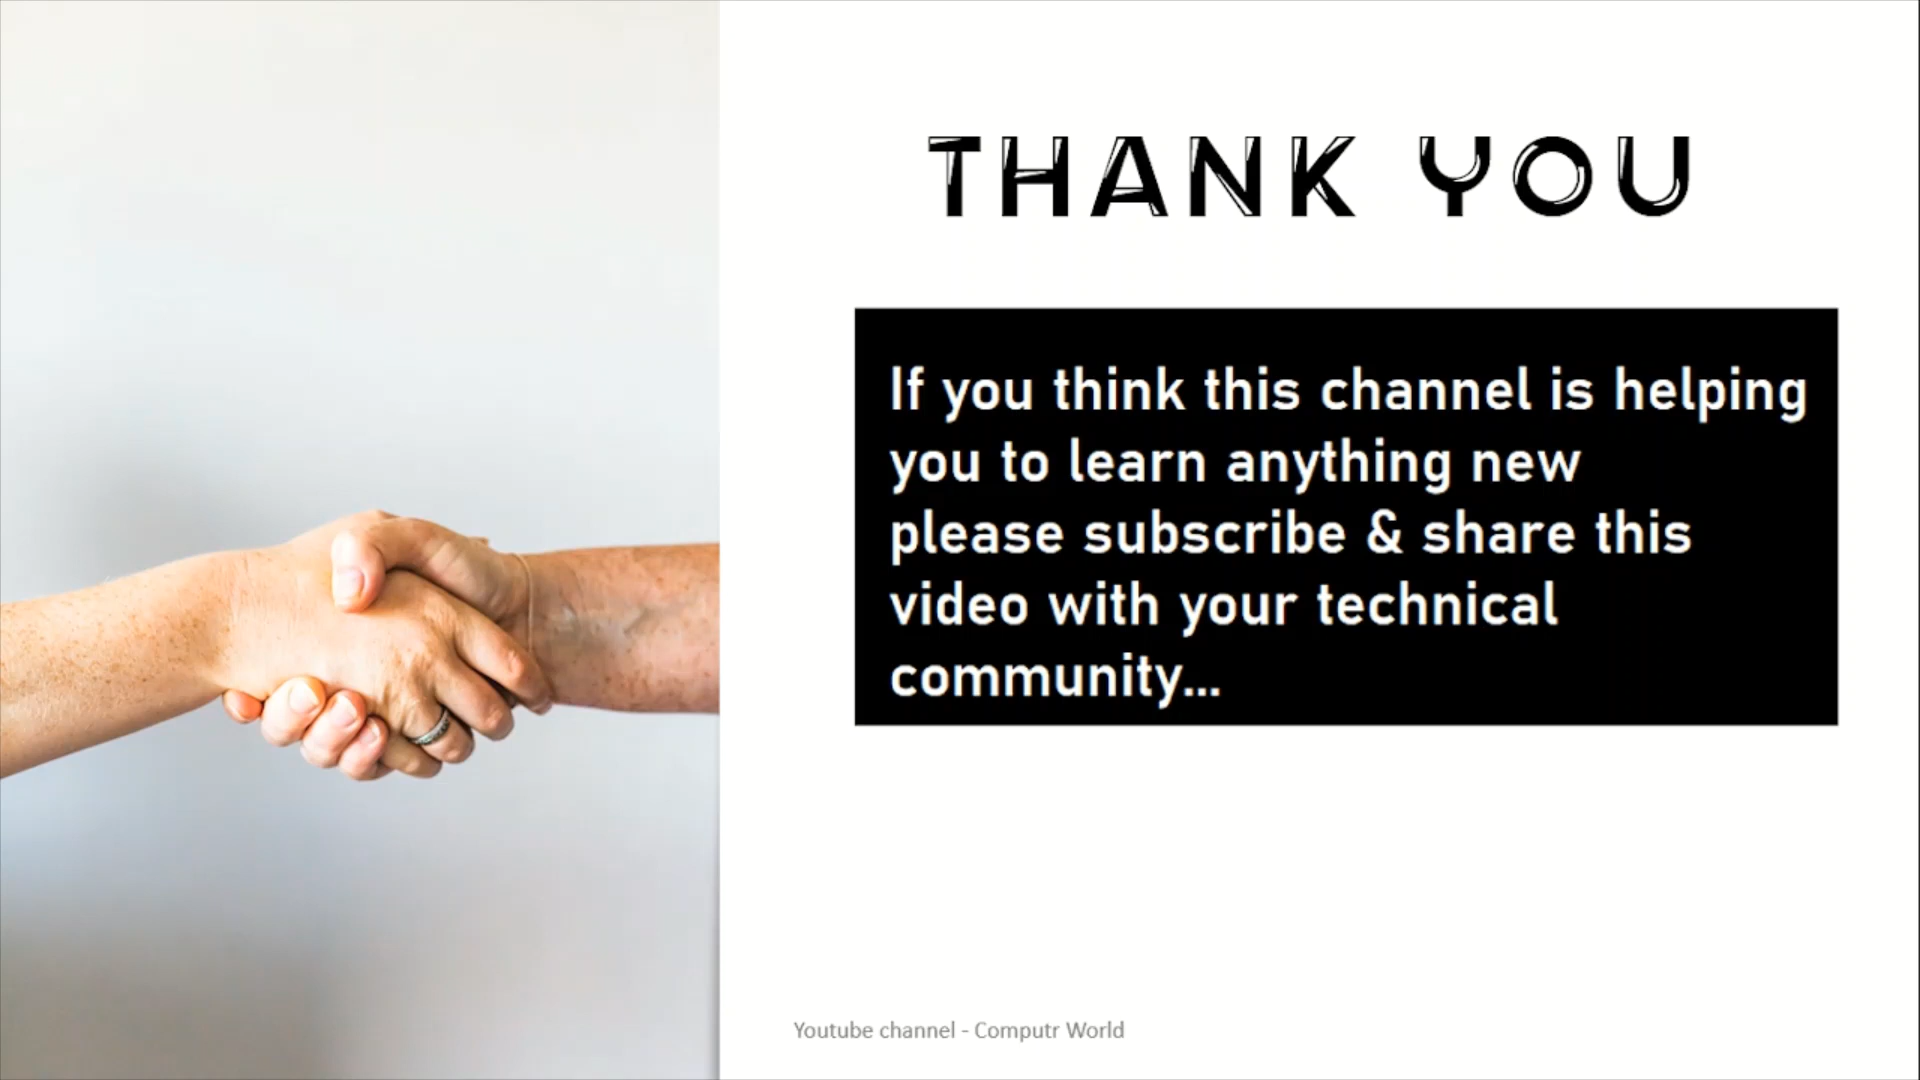 THANK YOU
If you think this channel is helping
you to learn anything new
please subscribe & share this
video with your technical
community...
Youtube channel - Computr World